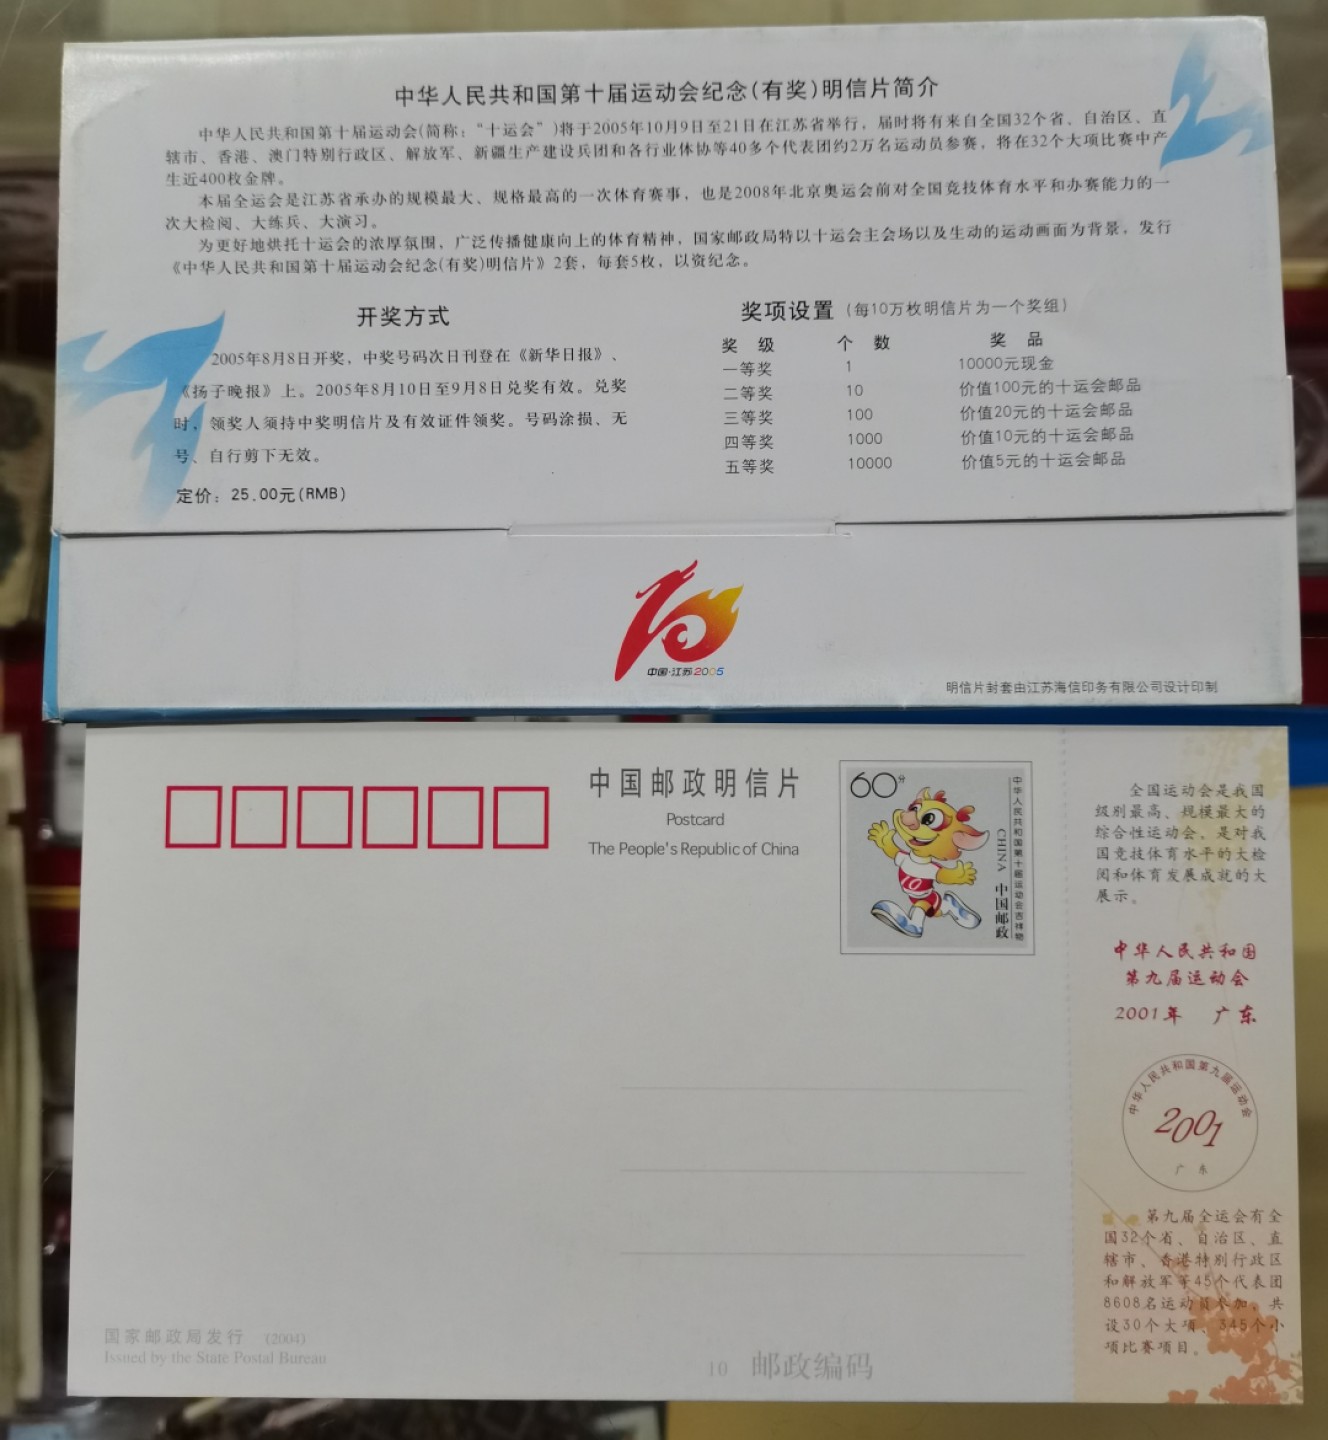 中华人民共和国第十届运动会纪念(有奖)明信片简介
中华人民共和国第十届运动会(简称："十运会")将于2005年10月9日至21日在江苏省举行，届时将有来自全国32个省、自治区、直
辖市、香港、澳门特别行政区、解放军、新疆生产建设兵团和各行业体协等40多个代表团约2万名运动员参赛，将在32个大项比赛中产
生近400枚金牌。
本届全运会是江苏省承办的规模最大、规格最高的一次体育赛事，也是2008年北京奥运会前对全国竞技体育水平和办赛能力的一
次大检阅、大练兵、大演习。
为更好地烘托十运会的浓厚氛围，广泛传播健康向上的体育精神，国家邮政局特以十运会主会场以及生动的运动画面为背景，发行
《中华人民共和国第十届运动会纪念(有奖)明信片》2套，每套5枚，以资纪念。
开奖方式
2005年8月8日开奖，中奖号码次日刊登在《新华日报》、
《扬子晚报》上。2005年8月10日至9月8日兑奖有效。兑奖
时，领奖人须持中奖明信片及有效证件领奖。号码涂损、无
号、自行剪下无效。
定价：25.00元(RMB)
奖项设置(每10万枚明信片为一个奖组)
奖 级 个 数 奖 品
一等奖 1 10000元现金
二等奖 10 价值100元的十运会邮品
三等奖 100 价值20元的十运会邮品
四等奖 1000 价值10元的十运会邮品
五等奖 10000 价值5元的十运会邮品
中国·江苏2005
明信片封套由江苏海信印务有限公司设计印制
中国邮政明信片
Postcard
The People's Republic of China
60分
中华人民共和国第十届运动会吉祥物
CHINA 中国邮政
10
全国运动会是我国
级别最高、规模最大的
综合性运动会，是对我
国竞技体育水平的大检
阅和体育发展成就的大
展示。
中华人民共和国
第九届运动会
2001年 广东
中华人民共和国第九届运动会
2001
广 东
第九届全运会有全
国32个省、自治区、直
辖市、香港特别行政区
和解放军等45个代表团
8608名运动员参加，共
设30个大项、345个小
项比赛项目。
国家邮政局发行 (2004)
Issued by the State Postal Bureau
10 邮政编码